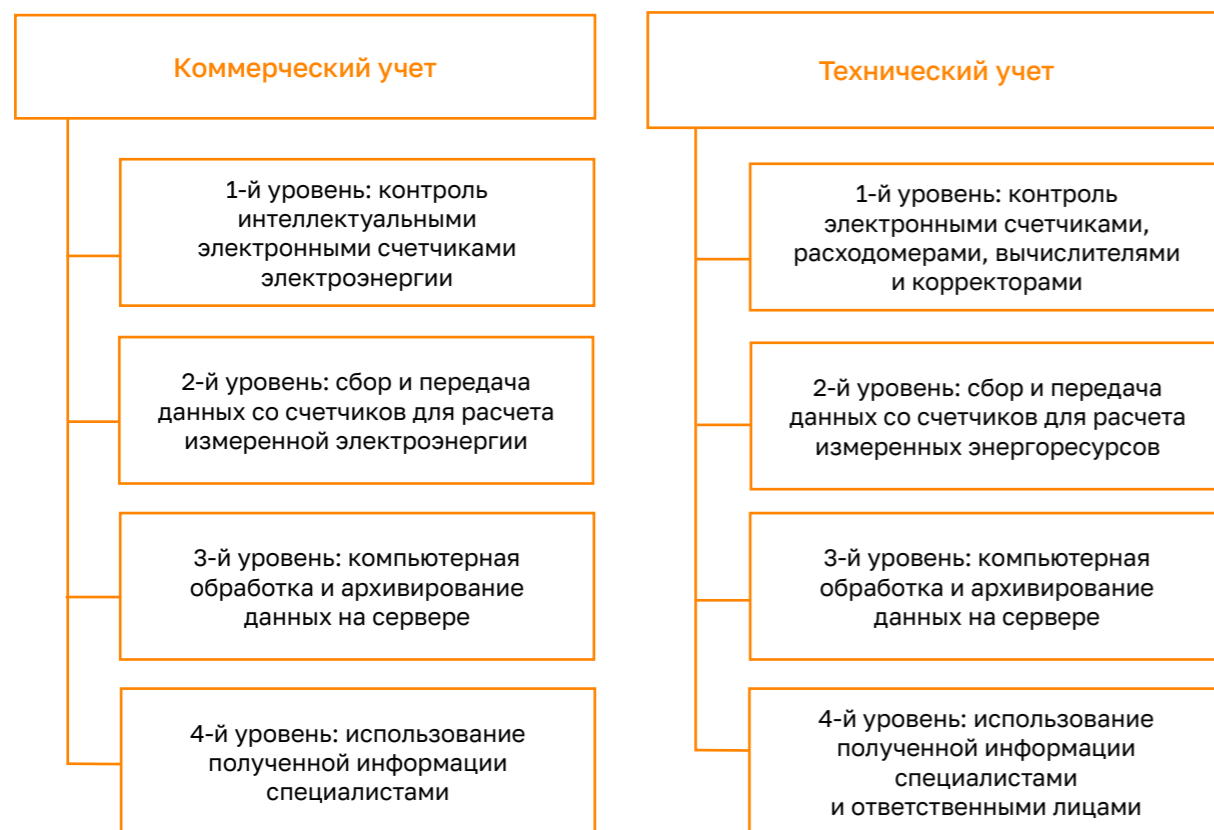 Коммерческий учет
1-й уровень: контроль
интеллектуальными
электронными счетчиками
электроэнергии
2-й уровень: сбор и передача
данных со счетчиков для расчета
измеренной электроэнергии
3-й уровень: компьютерная
обработка и архивирование
данных на сервере
4-й уровень: использование
полученной информации
специалистами
Технический учет
1-й уровень: контроль
электронными счетчиками,
расходомерами, вычислителями
и корректорами
2-й уровень: сбор и передача
данных со счетчиков для расчета
измеренных энергоресурсов
3-й уровень: компьютерная
обработка и архивирование
данных на сервере
4-й уровень: использование
полученной информации
специалистами
и ответственными лицами